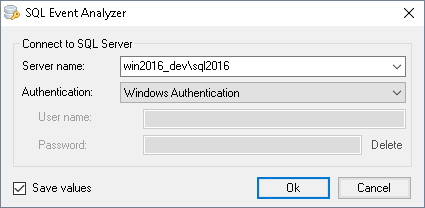 SQL Event Analyzer
Connect to SQL Server
Server name: win2016_dev\sql2016
Authentication: Windows Authentication
User name:
Password: Delete
Save values Ok Cancel